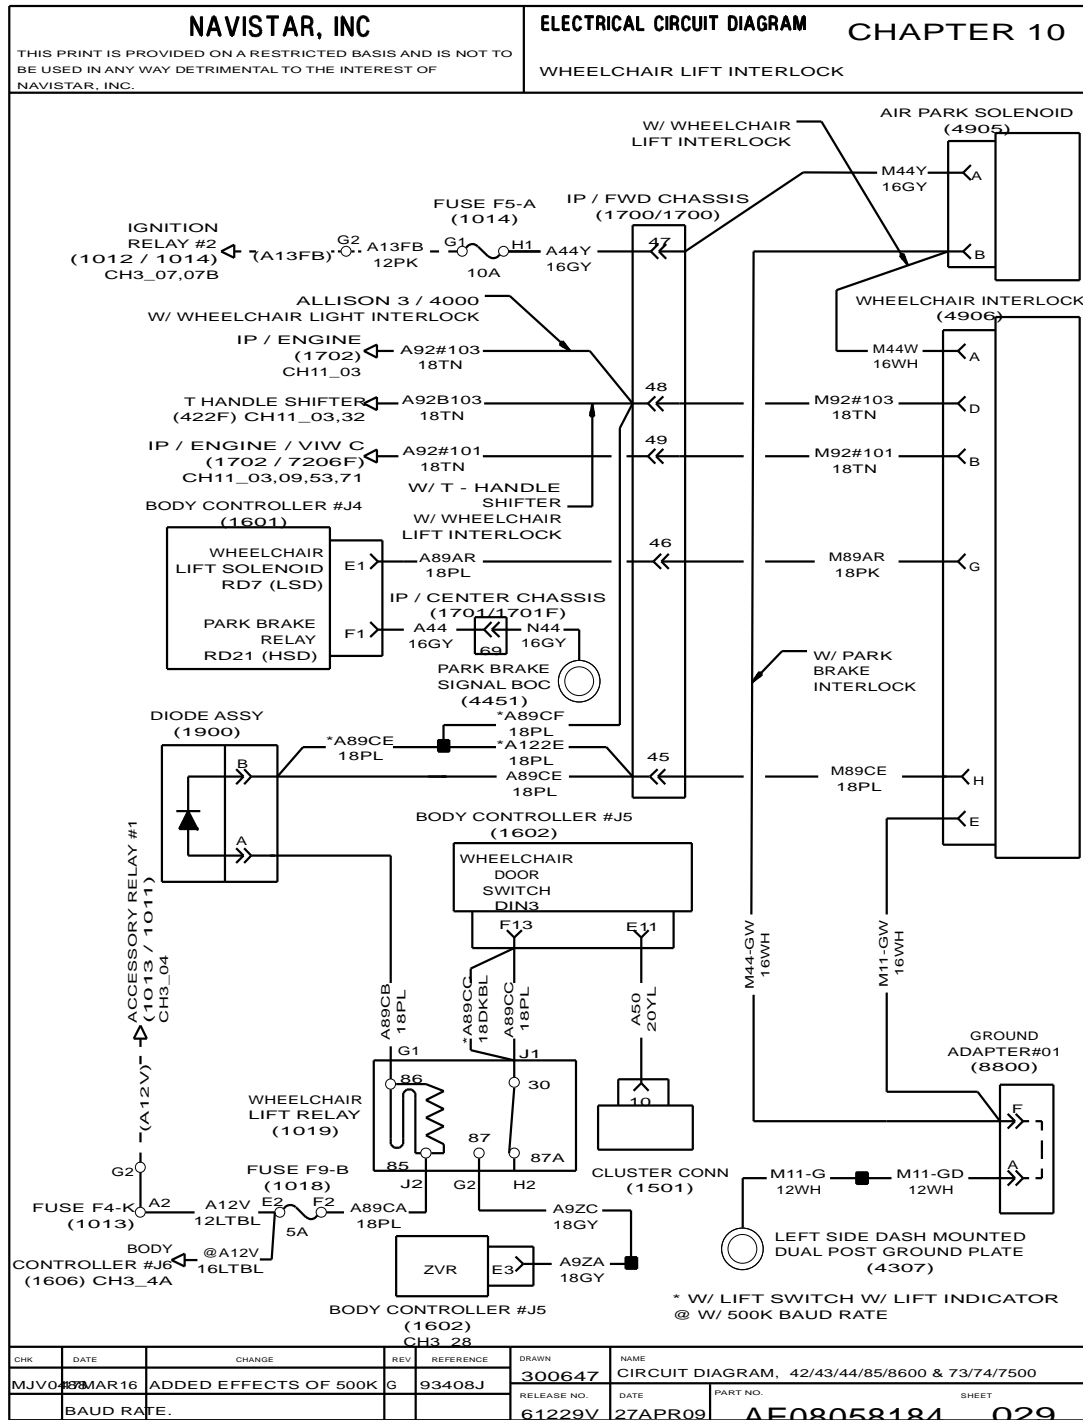 NAVISTAR, INC
THIS PRINT IS PROVIDED ON A RESTRICTED BASIS AND IS NOT TO
BE USED IN ANY WAY DETRIMENTAL TO THE INTEREST OF
NAVISTAR, INC.
ELECTRICAL CIRCUIT DIAGRAM
CHAPTER 10
WHEELCHAIR LIFT INTERLOCK
AIR PARK SOLENOID
(4905)
W/ WHEELCHAIR
LIFT INTERLOCK
M44Y
16GY
A
B
FUSE F5-A
(1014)
IP / FWD CHASSIS
(1700/1700)
IGNITION
RELAY #2
(1012 / 1014)
CH3_07,07B
(A13FB)
G2
A13FB
12PK
G1
H1
10A
A44Y
16GY
47
ALLISON 3 / 4000
W/ WHEELCHAIR LIGHT INTERLOCK
WHEELCHAIR INTERLOCK
(4906)
IP / ENGINE
(1702)
CH11_03
A92#103
18TN
M44W
16WH
A
T HANDLE SHIFTER
(422F) CH11_03,32
A92B103
18TN
48
M92#103
18TN
D
IP / ENGINE / VIW C
(1702 / 7206F)
CH11_03,09,53,71
A92#101
18TN
49
M92#101
18TN
B
W/ T - HANDLE
SHIFTER
W/ WHEELCHAIR
LIFT INTERLOCK
BODY CONTROLLER #J4
(1601)
WHEELCHAIR
LIFT SOLENOID
RD7 (LSD)
E1
A89AR
18PL
46
M89AR
18PK
G
IP / CENTER CHASSIS
(1701/1701F)
PARK BRAKE
RELAY
RD21 (HSD)
F1
A44
16GY
69
N44
16GY
PARK BRAKE
SIGNAL BOC
(4451)
W/ PARK
BRAKE
INTERLOCK
DIODE ASSY
(1900)
*A89CF
18PL
*A89CE
18PL
*A122E
18PL
A89CE
18PL
45
M89CE
18PL
H
E
B
A
BODY CONTROLLER #J5
(1602)
WHEELCHAIR
DOOR
SWITCH
DIN3
F13
E11
ACCESSORY RELAY #1
(1013 / 1011)
CH3_04
(A12V)
A89CB
18PL
*A89CC
18DKBL
A89CC
18PL
A50
20YL
M44-GW
16WH
M11-GW
16WH
G1
J1
86
30
WHEELCHAIR
LIFT RELAY
(1019)
85
87
87A
J2
G2
H2
10
CLUSTER CONN
(1501)
GROUND
ADAPTER#01
(8800)
F
A
M11-G
12WH
M11-GD
12WH
G2
FUSE F4-K
(1013)
A2
A12V
12LTBL
FUSE F9-B
(1018)
E2
F2
5A
A89CA
18PL
A9ZC
18GY
BODY
CONTROLLER #J6
(1606) CH3_4A
@A12V
16LTBL
ZVR
E3
A9ZA
18GY
LEFT SIDE DASH MOUNTED
DUAL POST GROUND PLATE
(4307)
BODY CONTROLLER #J5
(1602)
CH3_28
* W/ LIFT SWITCH W/ LIFT INDICATOR
@ W/ 500K BAUD RATE
CHK
DATE
CHANGE
REV
REFERENCE
DRAWN
NAME
MAR16
ADDED EFFECTS OF 500K
G
93408J
300647
CIRCUIT DIAGRAM, 42/43/44/85/8600 & 73/74/7500
BAUD RATE.
RELEASE NO.
DATE
PART NO.
SHEET
61229V
27APR09
AE08058184
029